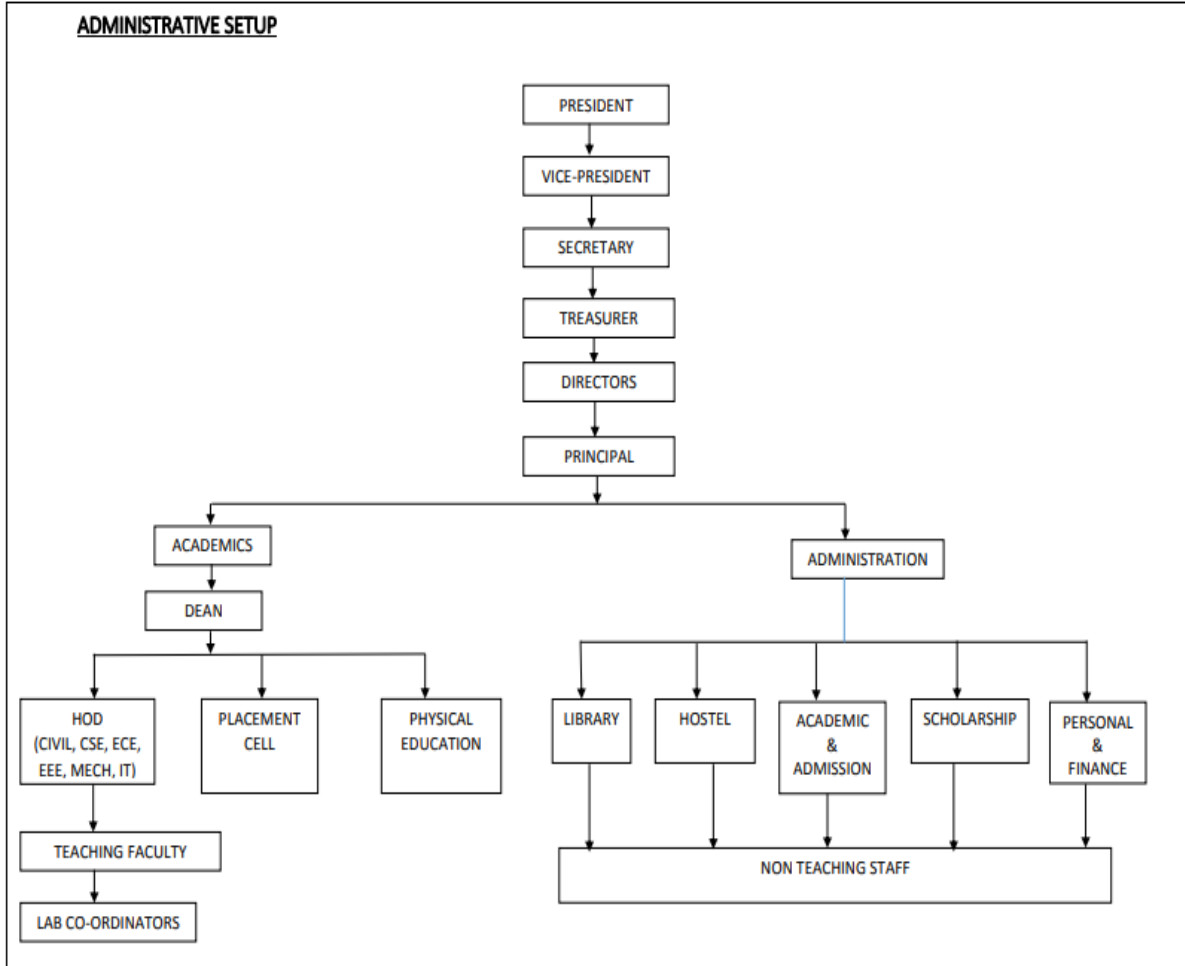 ADMINISTRATIVE SETUP
PRESIDENT
VICE-PRESIDENT
SECRETARY
TREASURER
DIRECTORS
PRINCIPAL
ACADEMICS
ADMINISTRATION
DEAN
HOD
(CIVIL, CSE, ECE,
EEE, MECH, IT)
PLACEMENT
CELL
PHYSICAL
EDUCATION
LIBRARY
HOSTEL
ACADEMIC
&
ADMISSION
SCHOLARSHIP
PERSONAL
&
FINANCE
TEACHING FACULTY
NON TEACHING STAFF
LAB CO-ORDINATORS